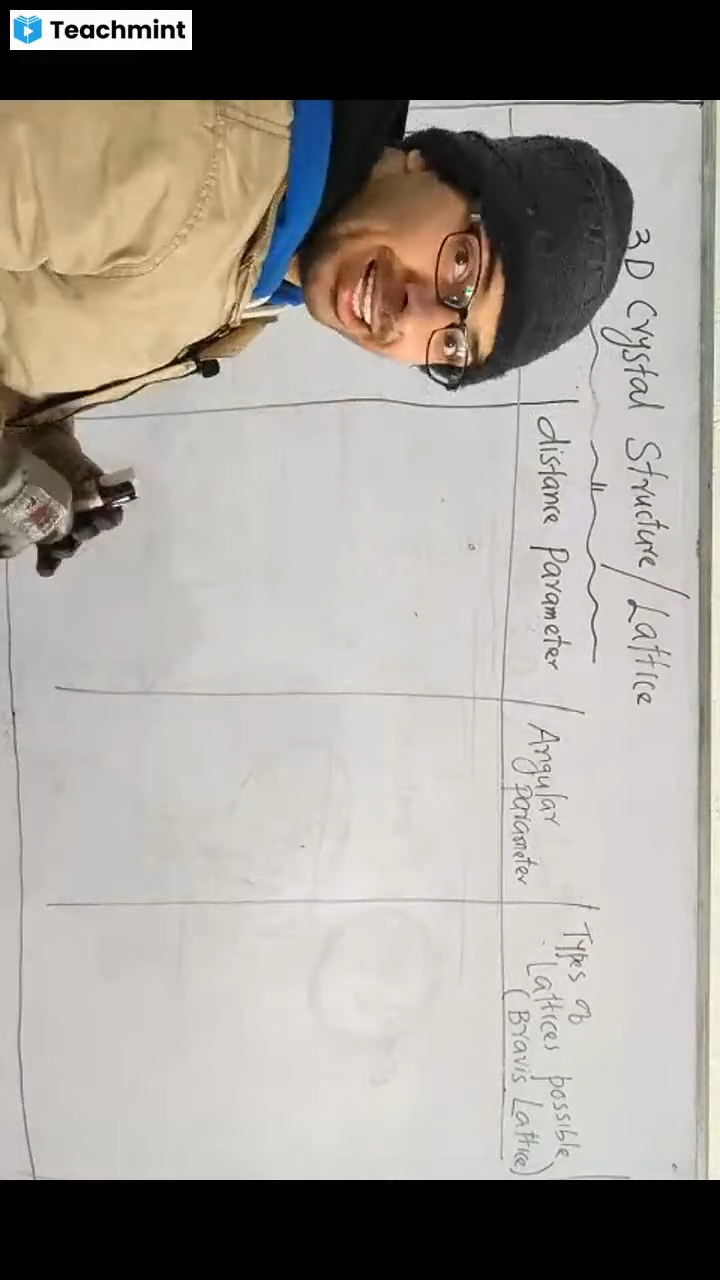 Teachmint
3D Crystal Structure/Lattice
distance Parameter
Angular
parameter
Types of
Lattices possible
(Bravis Lattice)